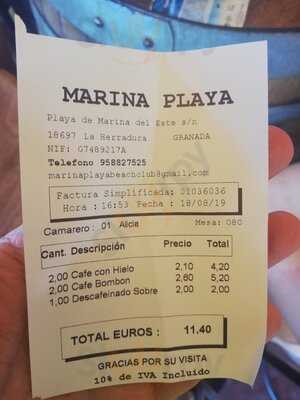 MARINA PLAYA
Playa de Marina del Este s/n
18697 La Herradura GRANADA
NIF: 07489217A
Telefono 958827525
marinaplayabeachclub@gmail.com
Factura Simplificada: 01036036
Hora : 16:53 Fecha : 18/08/19
Camarero : 01 Alicia Mesa: 08C
Cant. Descripción Precio Total
2,00 Cafe con Hielo 2,10 4,20
2,00 Cafe Bombon 2,60 5,20
1,00 Descafeinado Sobre 2,00 2,00
TOTAL EUROS : 11,40
GRACIAS POR SU VISITA
10% de IVA Incluido